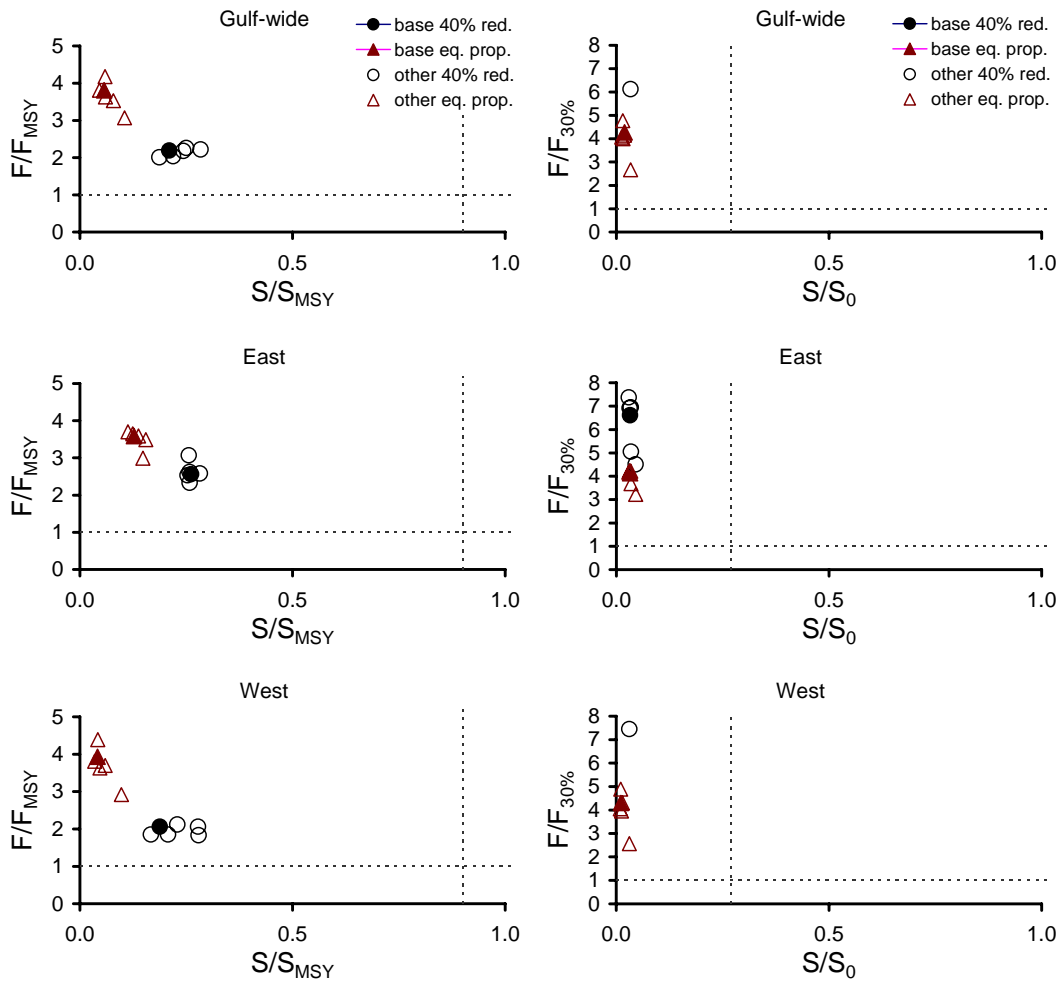 Gulf-wide
base 40% red.
base eq. prop.
other 40% red.
other eq. prop.
F/FMSY
5
4
3
2
1
0
0.0 0.5 1.0
S/SMSY
Gulf-wide
base 40% red.
base eq. prop.
other 40% red.
other eq. prop.
F/F30%
8
7
6
5
4
3
2
1
0
0.0 0.5 1.0
S/S0
East
F/FMSY
5
4
3
2
1
0
0.0 0.5 1.0
S/SMSY
East
F/F30%
8
7
6
5
4
3
2
1
0
0.0 0.5 1.0
S/S0
West
F/FMSY
5
4
3
2
1
0
0.0 0.5 1.0
S/SMSY
West
F/F30%
8
7
6
5
4
3
2
1
0
0.0 0.5 1.0
S/S0